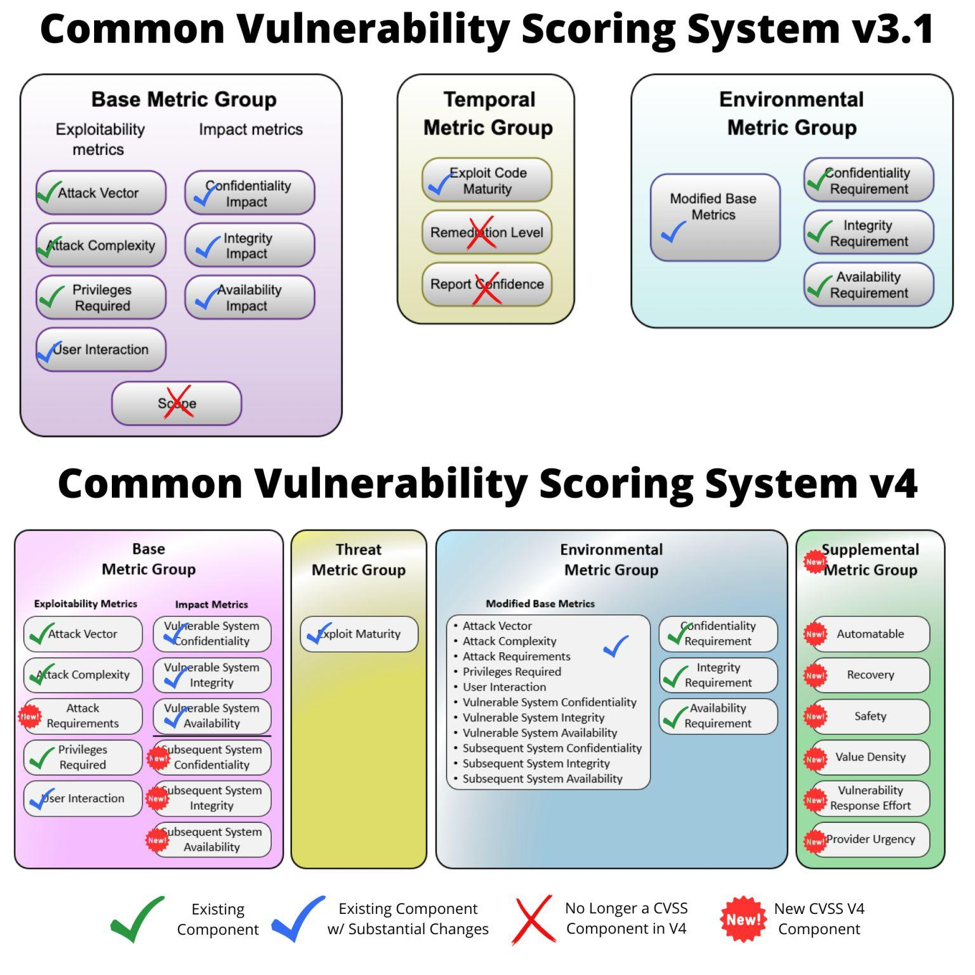 Common Vulnerability Scoring System v3.1
Base Metric Group
Exploitability
metrics
Impact metrics
Attack Vector
Attack Complexity
Privileges
Required
User Interaction
Confidentiality
Impact
Integrity
Impact
Availability
Impact
Scope
Temporal
Metric Group
Exploit Code
Maturity
Remediation Level
Report Confidence
Environmental
Metric Group
Modified Base
Metrics
Confidentiality
Requirement
Integrity
Requirement
Availability
Requirement
Common Vulnerability Scoring System v4
Base
Metric Group
Exploitability Metrics
Attack Vector
Attack Complexity
New!
Attack
Requirements
Privileges
Required
User Interaction
Impact Metrics
Vulnerable System
Confidentiality
Vulnerable System
Integrity
Vulnerable System
Availability
New!
Subsequent System
Confidentiality
New!
Subsequent System
Integrity
New!
Subsequent System
Availability
Threat
Metric Group
Exploit Maturity
Environmental
Metric Group
Modified Base Metrics
• Attack Vector
• Attack Complexity
• Attack Requirements
• Privileges Required
• User Interaction
• Vulnerable System Confidentiality
• Vulnerable System Integrity
• Vulnerable System Availability
• Subsequent System Confidentiality
• Subsequent System Integrity
• Subsequent System Availability
Confidentiality
Requirement
Integrity
Requirement
Availability
Requirement
New!
Supplemental
Metric Group
New!
Automatable
New!
Recovery
New!
Safety
New!
Value Density
New!
Vulnerability
Response Effort
New!
Provider Urgency
Existing
Component
Existing Component
w/ Substantial Changes
No Longer a CVSS
Component in V4
New!
New CVSS V4
Component